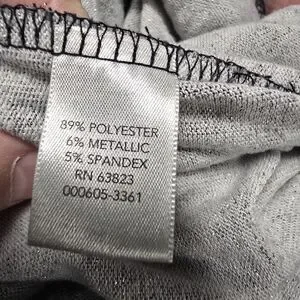 89% POLYESTER
6% METALLIC
5% SPANDEX
RN 63823
000605-3361